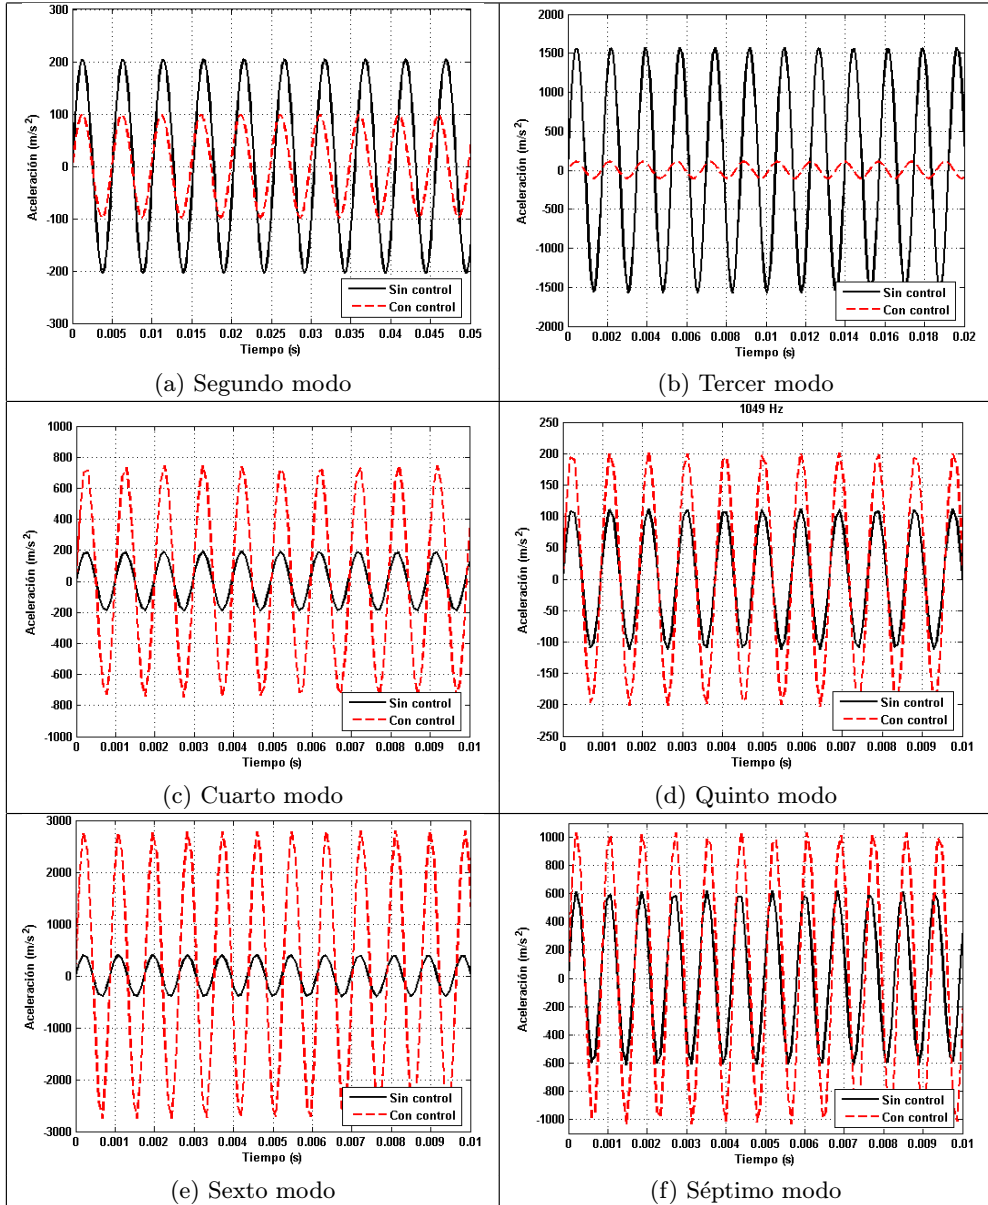 300
200
100
0
-100
-200
-300
Aceleración (m/s²)
0 0.005 0.01 0.015 0.02 0.025 0.03 0.035 0.04 0.045 0.05
Tiempo (s)
Sin control
Con control
(a) Segundo modo
2000
1500
1000
500
0
-500
-1000
-1500
-2000
Aceleración (m/s²)
0 0.002 0.004 0.006 0.008 0.01 0.012 0.014 0.016 0.018 0.02
Tiempo (s)
Sin control
Con control
(b) Tercer modo
1000
800
600
400
200
0
-200
-400
-600
-800
-1000
Aceleración (m/s²)
0 0.001 0.002 0.003 0.004 0.005 0.006 0.007 0.008 0.009 0.01
Tiempo (s)
Sin control
Con control
(c) Cuarto modo
1049 Hz
250
200
150
100
50
0
-50
-100
-150
-200
-250
Aceleración (m/s²)
0 0.001 0.002 0.003 0.004 0.005 0.006 0.007 0.008 0.009 0.01
Tiempo (s)
Sin control
Con control
(d) Quinto modo
3000
2000
1000
0
-1000
-2000
-3000
Aceleración (m/s²)
0 0.001 0.002 0.003 0.004 0.005 0.006 0.007 0.008 0.009 0.01
Tiempo (s)
Sin control
Con control
(e) Sexto modo
1000
800
600
400
200
0
-200
-400
-600
-800
-1000
Aceleración (m/s²)
0 0.001 0.002 0.003 0.004 0.005 0.006 0.007 0.008 0.009 0.01
Tiempo (s)
Sin control
Con control
(f) Séptimo modo